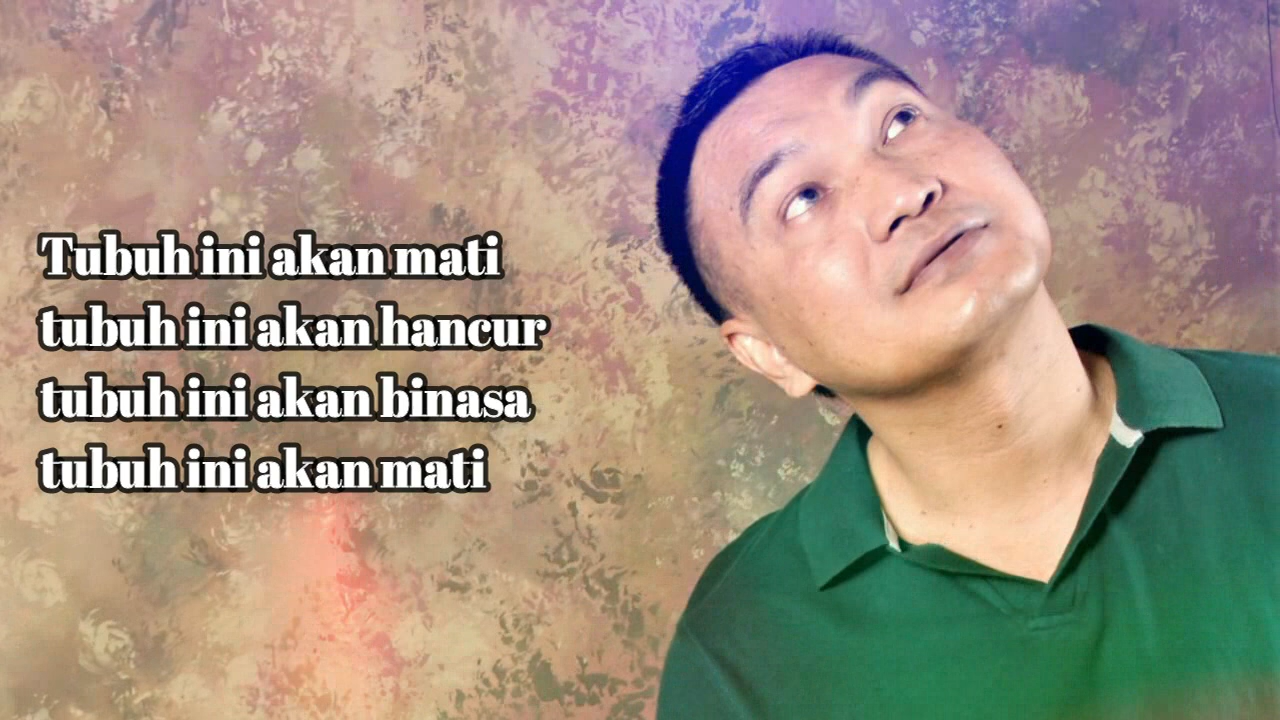 Tubuh ini akan mati
tubuh ini akan hancur
tubuh ini akan binasa
tubuh ini akan mati